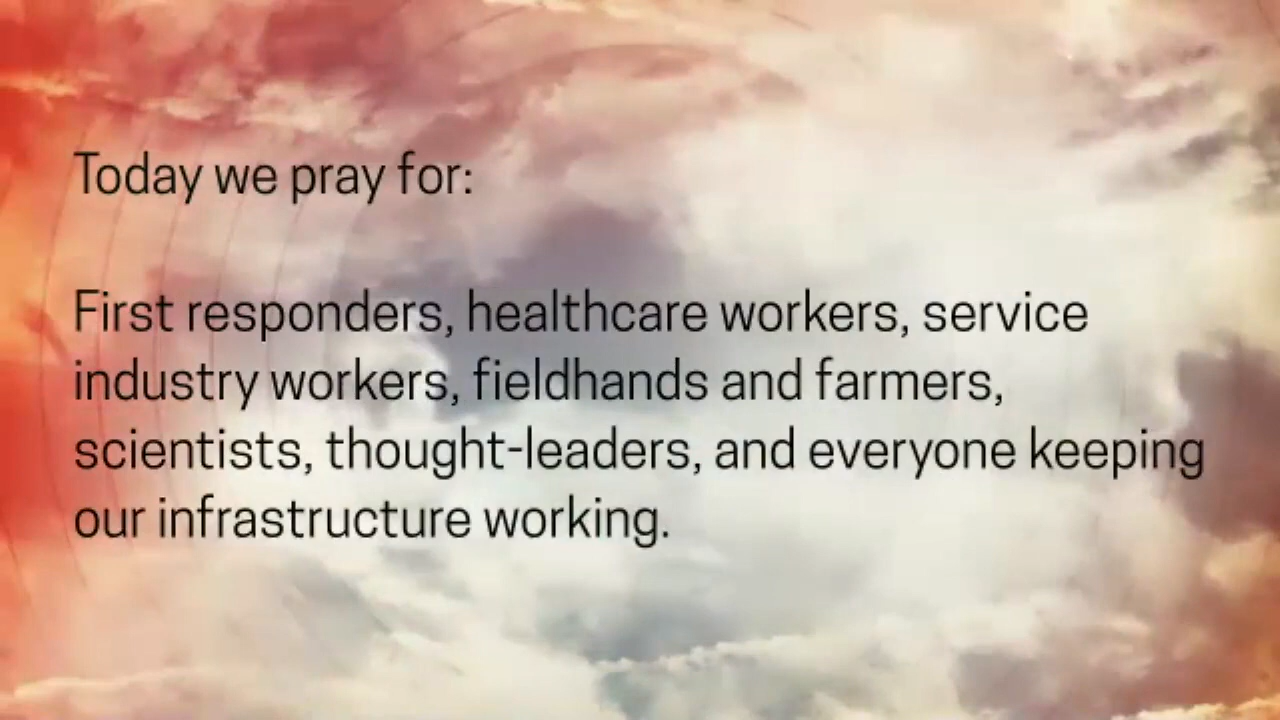 Today we pray for:
First responders, healthcare workers, service
industry workers, fieldhands and farmers,
scientists, thought-leaders, and everyone keeping
our infrastructure working.